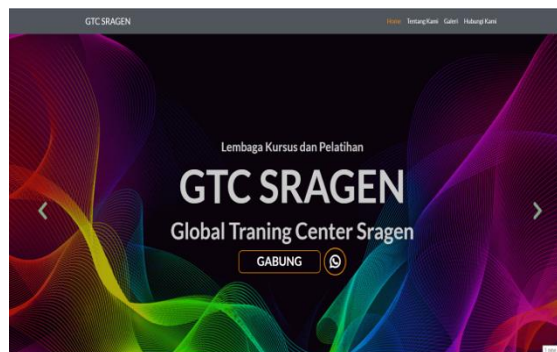 GTC SRAGEN
Home Tentang Kami Galeri Hubungi Kami
Lembaga Kursus dan Pelatihan
GTC SRAGEN
Global Traning Center Sragen
GABUNG